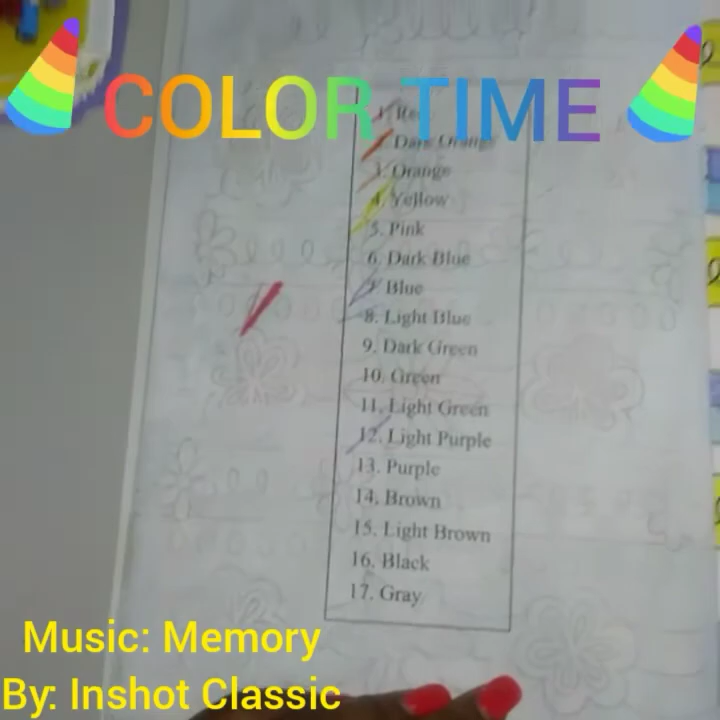 COLOR TIME
1. Red
2. Dark Orange
3. Orange
4. Yellow
5. Pink
6. Dark Blue
7. Blue
8. Light Blue
9. Dark Green
10. Green
11. Light Green
12. Light Purple
13. Purple
14. Brown
15. Light Brown
16. Black
17. Gray
Music: Memory
By: Inshot Classic